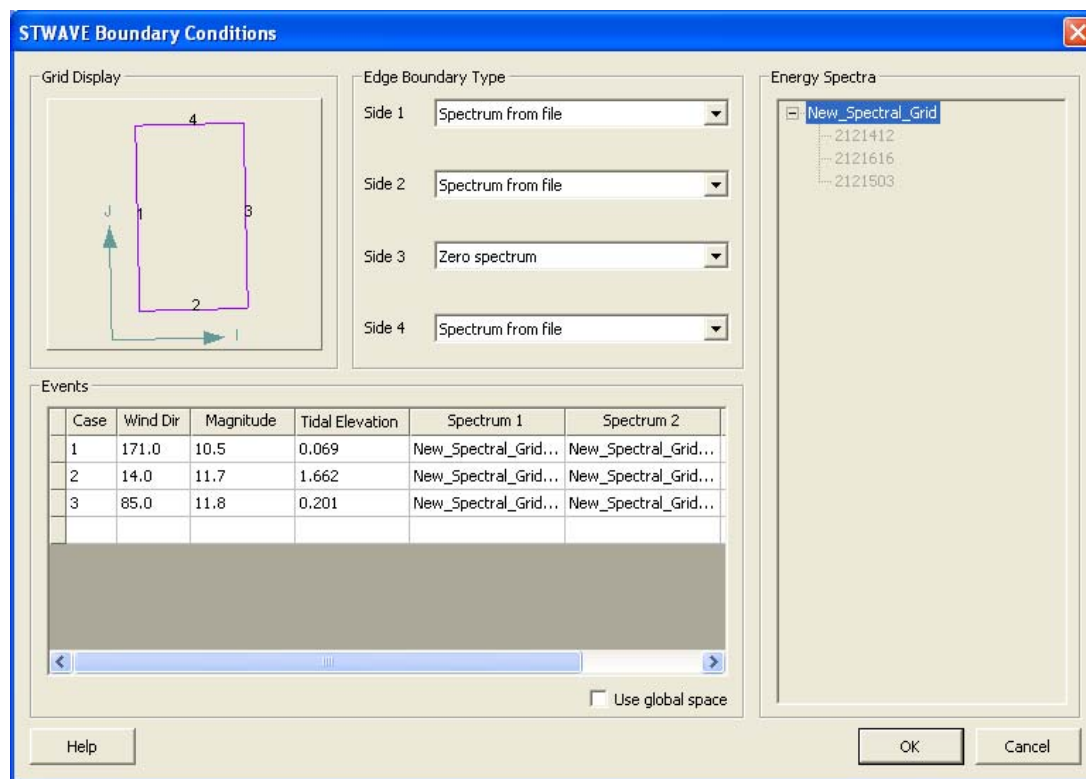 STWAVE Boundary Conditions
Grid Display
4
J
1
3
2
I
Edge Boundary Type
Side 1 Spectrum from file
Side 2 Spectrum from file
Side 3 Zero spectrum
Side 4 Spectrum from file
Energy Spectra
New_Spectral_Grid
2121412
2121616
2121503
Events
Case Wind Dir Magnitude Tidal Elevation Spectrum 1 Spectrum 2
1 171.0 10.5 0.069 New_Spectral_Grid... New_Spectral_Grid...
2 14.0 11.7 1.662 New_Spectral_Grid... New_Spectral_Grid...
3 85.0 11.8 0.201 New_Spectral_Grid... New_Spectral_Grid...
Use global space
Help OK Cancel